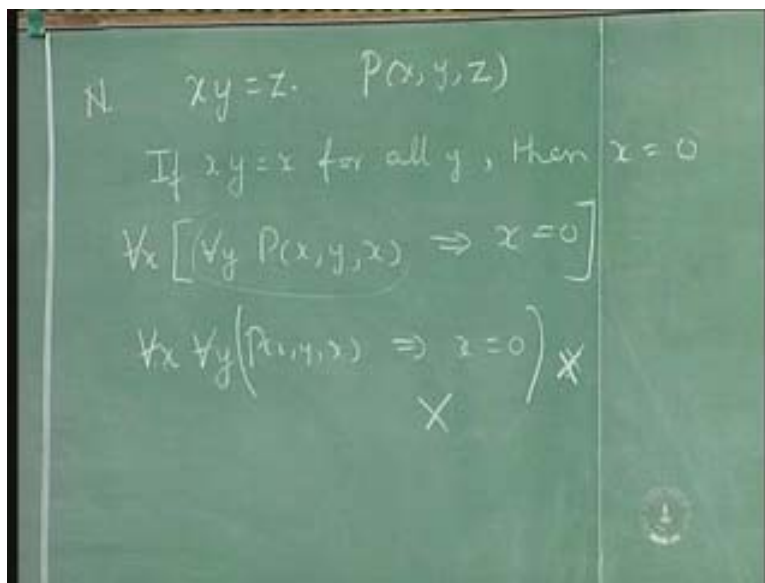 N. xy = z. P(x, y, z)
If xy = x for all y, then x = 0
∀x [(∀y P(x, y, x) ⇒ x = 0]
∀x ∀y (P(x, y, x) ⇒ x = 0) X
X